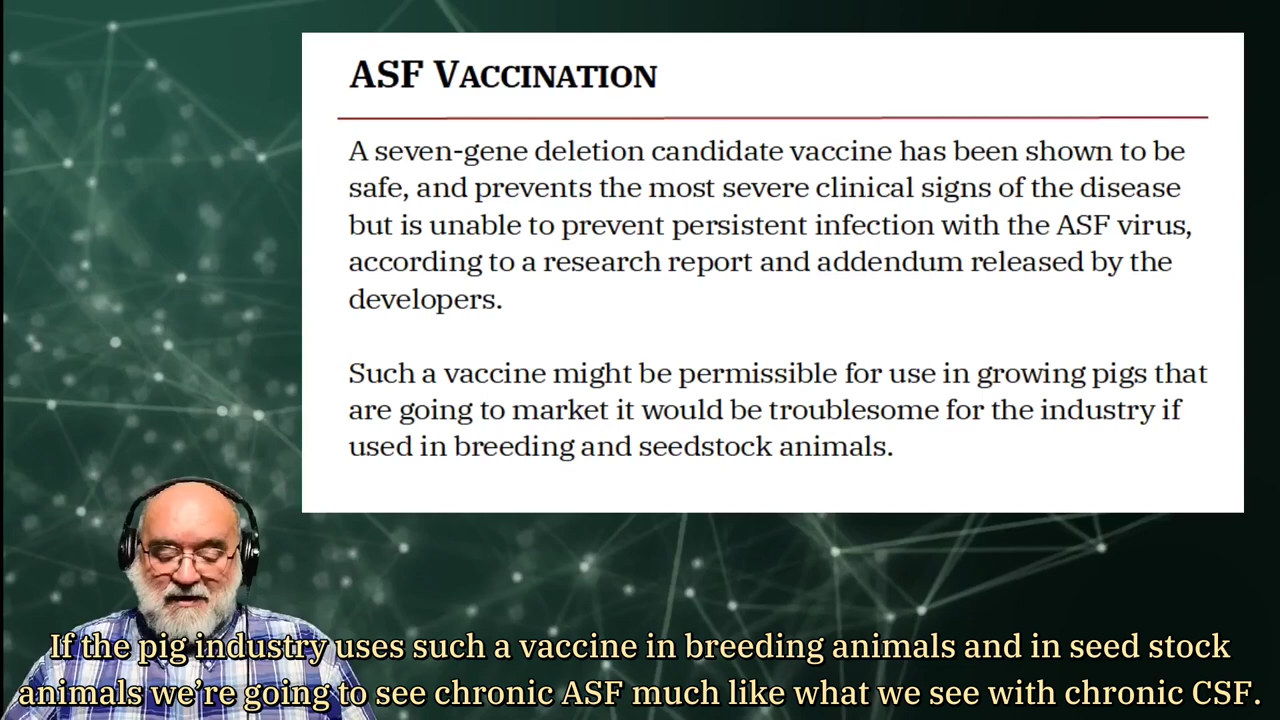 ASF VACCINATION
A seven-gene deletion candidate vaccine has been shown to be
safe, and prevents the most severe clinical signs of the disease
but is unable to prevent persistent infection with the ASF virus,
according to a research report and addendum released by the
developers.
Such a vaccine might be permissible for use in growing pigs that
are going to market it would be troublesome for the industry if
used in breeding and seedstock animals.
If the pig industry uses such a vaccine in breeding animals and in seed stock
animals we’re going to see chronic ASF much like what we see with chronic CSF.